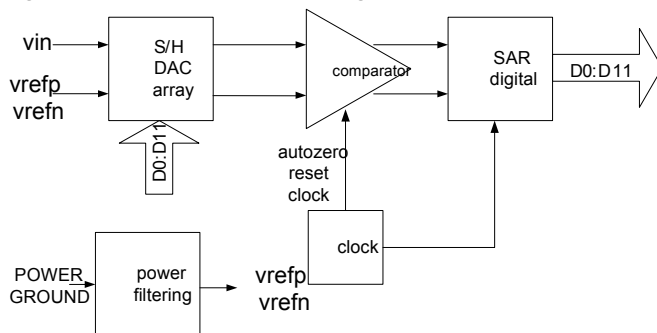 vin
vrefp
vrefn
S/H
DAC
array
D0:D11
comparator
SAR
digital
D0:D11
autozero
reset
clock
clock
POWER
GROUND
power
filtering
vrefp
vrefn